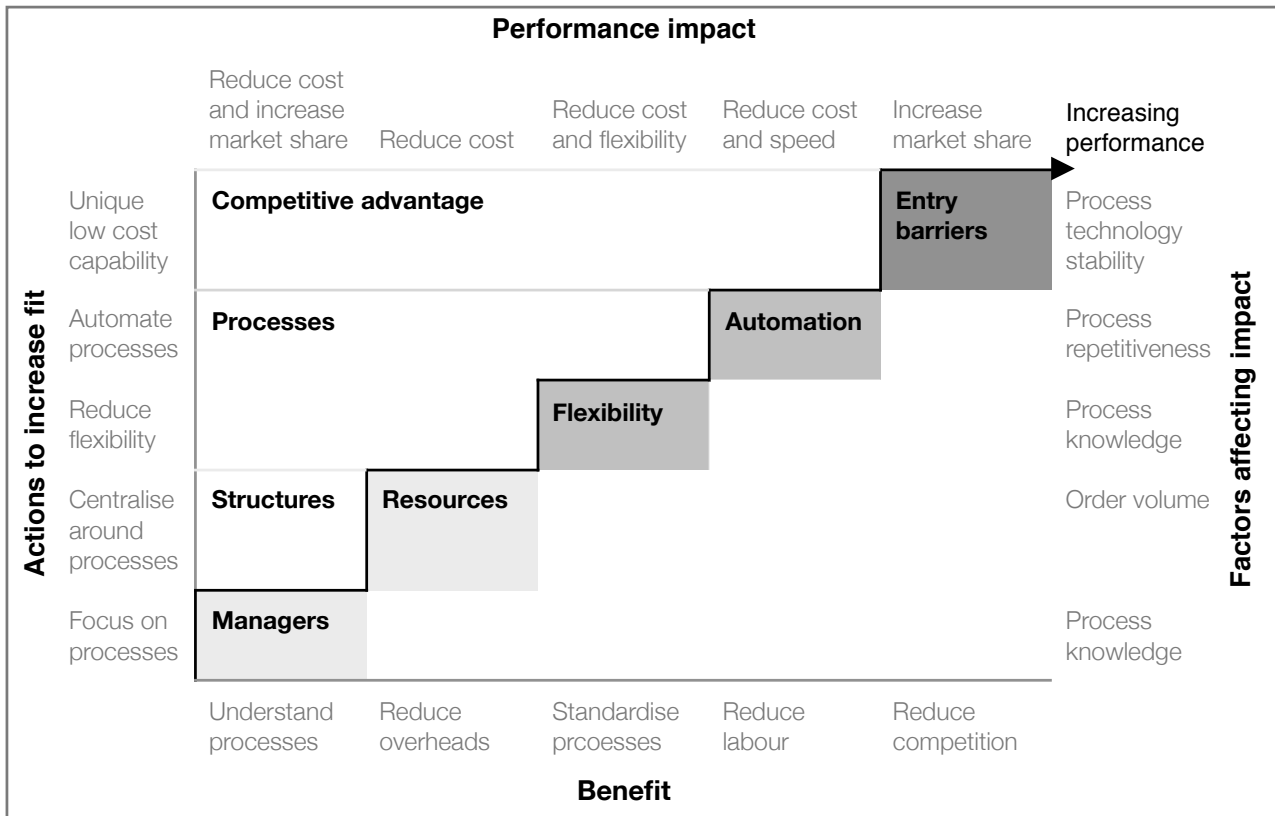 Performance impact
Reduce cost
and increase
market share
Reduce cost
Reduce cost
and flexibility
Reduce cost
and speed
Increase
market share
Increasing
performance
Actions to increase fit
Unique
low cost
capability
Competitive advantage
Entry
barriers
Process
technology
stability
Automate
processes
Processes
Automation
Process
repetitiveness
Reduce
flexibility
Flexibility
Process
knowledge
Centralise
around
processes
Structures
Resources
Order volume
Focus on
processes
Managers
Process
knowledge
Factors affecting impact
Understand
processes
Reduce
overheads
Standardise
prcoesses
Reduce
labour
Reduce
competition
Benefit